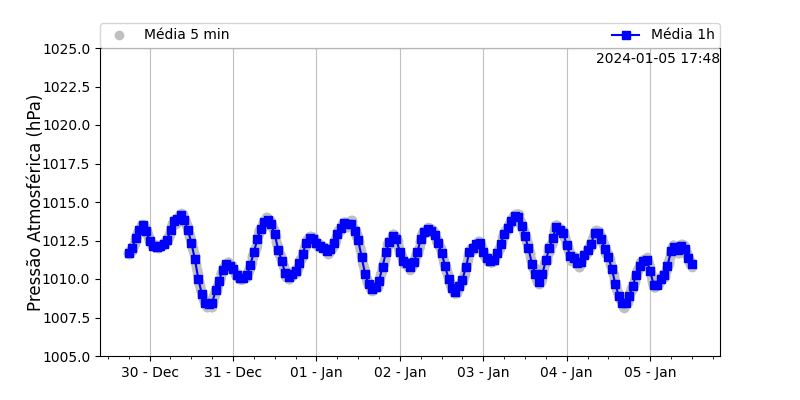 Média 5 min
Média 1h
2024-01-05 17:48
Pressão Atmosférica (hPa)
1025.0
1022.5
1020.0
1017.5
1015.0
1012.5
1010.0
1007.5
1005.0
30 - Dec
31 - Dec
01 - Jan
02 - Jan
03 - Jan
04 - Jan
05 - Jan